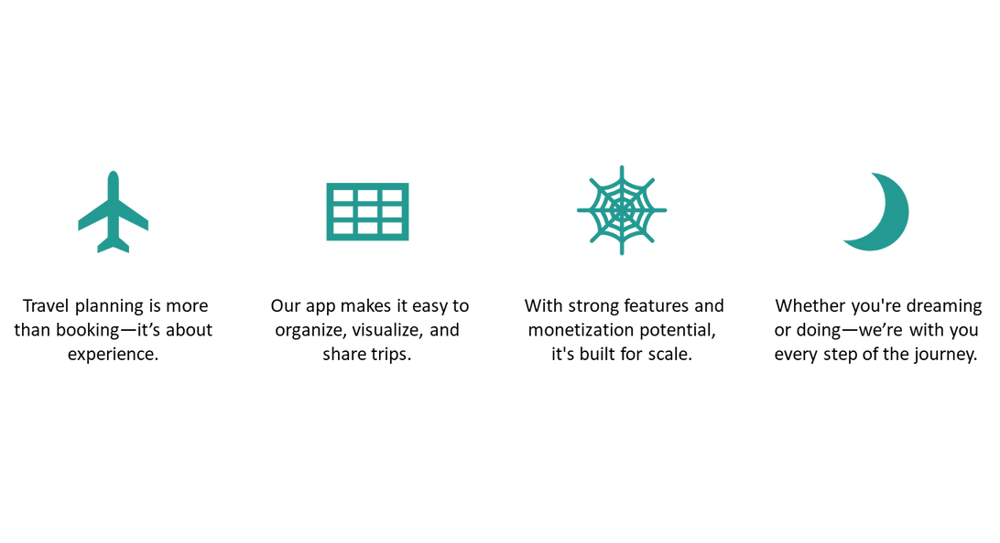 Travel planning is more
than booking—it’s about
experience.
Our app makes it easy to
organize, visualize, and
share trips.
With strong features and
monetization potential,
it's built for scale.
Whether you're dreaming
or doing—we’re with you
every step of the journey.